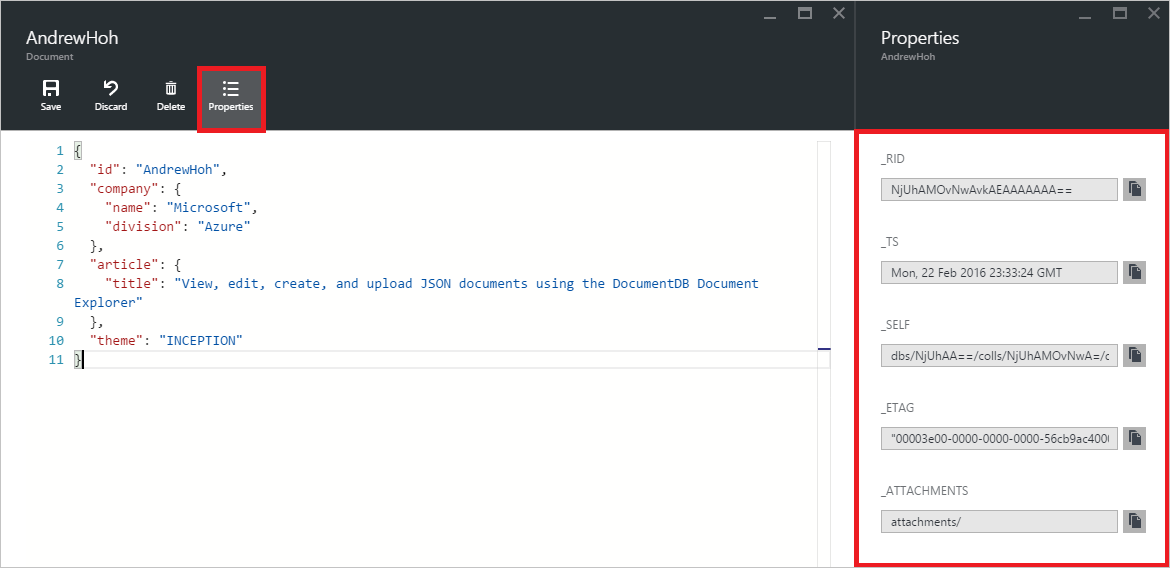 AndrewHoh
Document
Save Discard Delete Properties
1 {
2 "id": "AndrewHoh",
3 "company": {
4 "name": "Microsoft",
5 "division": "Azure"
6 },
7 "article": {
8 "title": "View, edit, create, and upload JSON documents using the DocumentDB Document
Explorer"
9 },
10 "theme": "INCEPTION"
11 }
Properties
AndrewHoh
_RID
NjUhAMOvNwAvkAEAAAAAAA==
_TS
Mon, 22 Feb 2016 23:33:24 GMT
_SELF
dbs/NjUhAA==/colls/NjUhAMOvNwA=/c
_ETAG
"00003e00-0000-0000-0000-56cb9ac4000
_ATTACHMENTS
attachments/